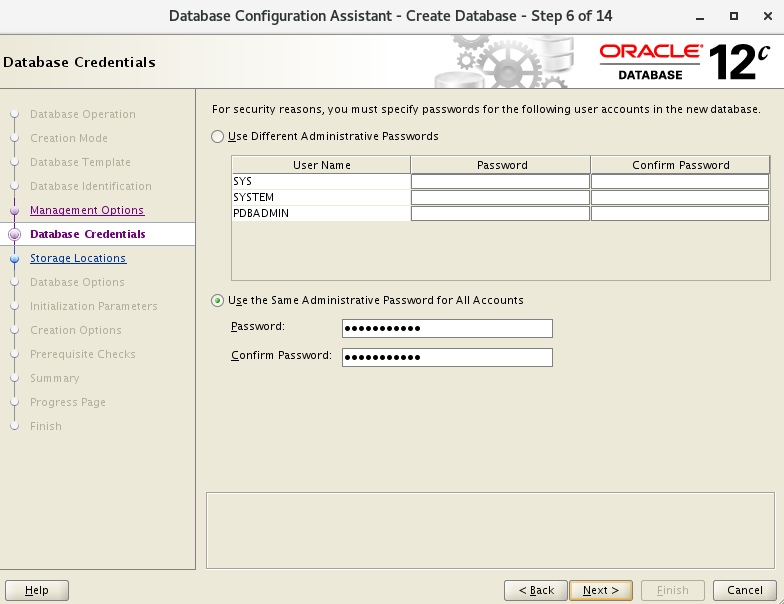 Database Configuration Assistant - Create Database - Step 6 of 14
Database Credentials
ORACLE
DATABASE
12c
Database Operation
Creation Mode
Database Template
Database Identification
Management Options
Database Credentials
Storage Locations
Database Options
Initialization Parameters
Creation Options
Prerequisite Checks
Summary
Progress Page
Finish
For security reasons, you must specify passwords for the following user accounts in the new database.
Use Different Administrative Passwords
User Name Password Confirm Password
SYS
SYSTEM
PDBADMIN
Use the Same Administrative Password for All Accounts
Password: •••••••••••
Confirm Password: •••••••••••
Help < Back Next > Finish Cancel